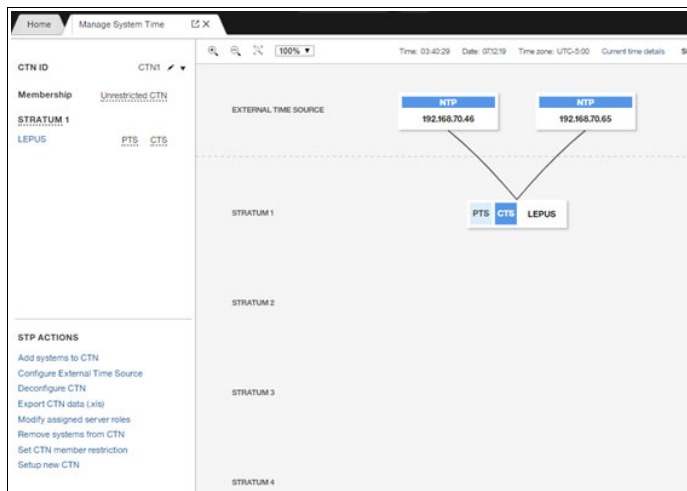 Home
Manage System Time
100%
Time: 03:40:29 Date: 07.12.19 Time zone: UTC-5:00 Current time details
CTN ID CTN1
Membership Unrestricted CTN
STRATUM 1
LEPUS PTS CTS
EXTERNAL TIME SOURCE
NTP
192.168.70.46
NTP
192.168.70.65
STRATUM 1
PTS CTS LEPUS
STRATUM 2
STRATUM 3
STRATUM 4
STP ACTIONS
Add systems to CTN
Configure External Time Source
Deconfigure CTN
Export CTN data (.xls)
Modify assigned server roles
Remove systems from CTN
Set CTN member restriction
Setup new CTN